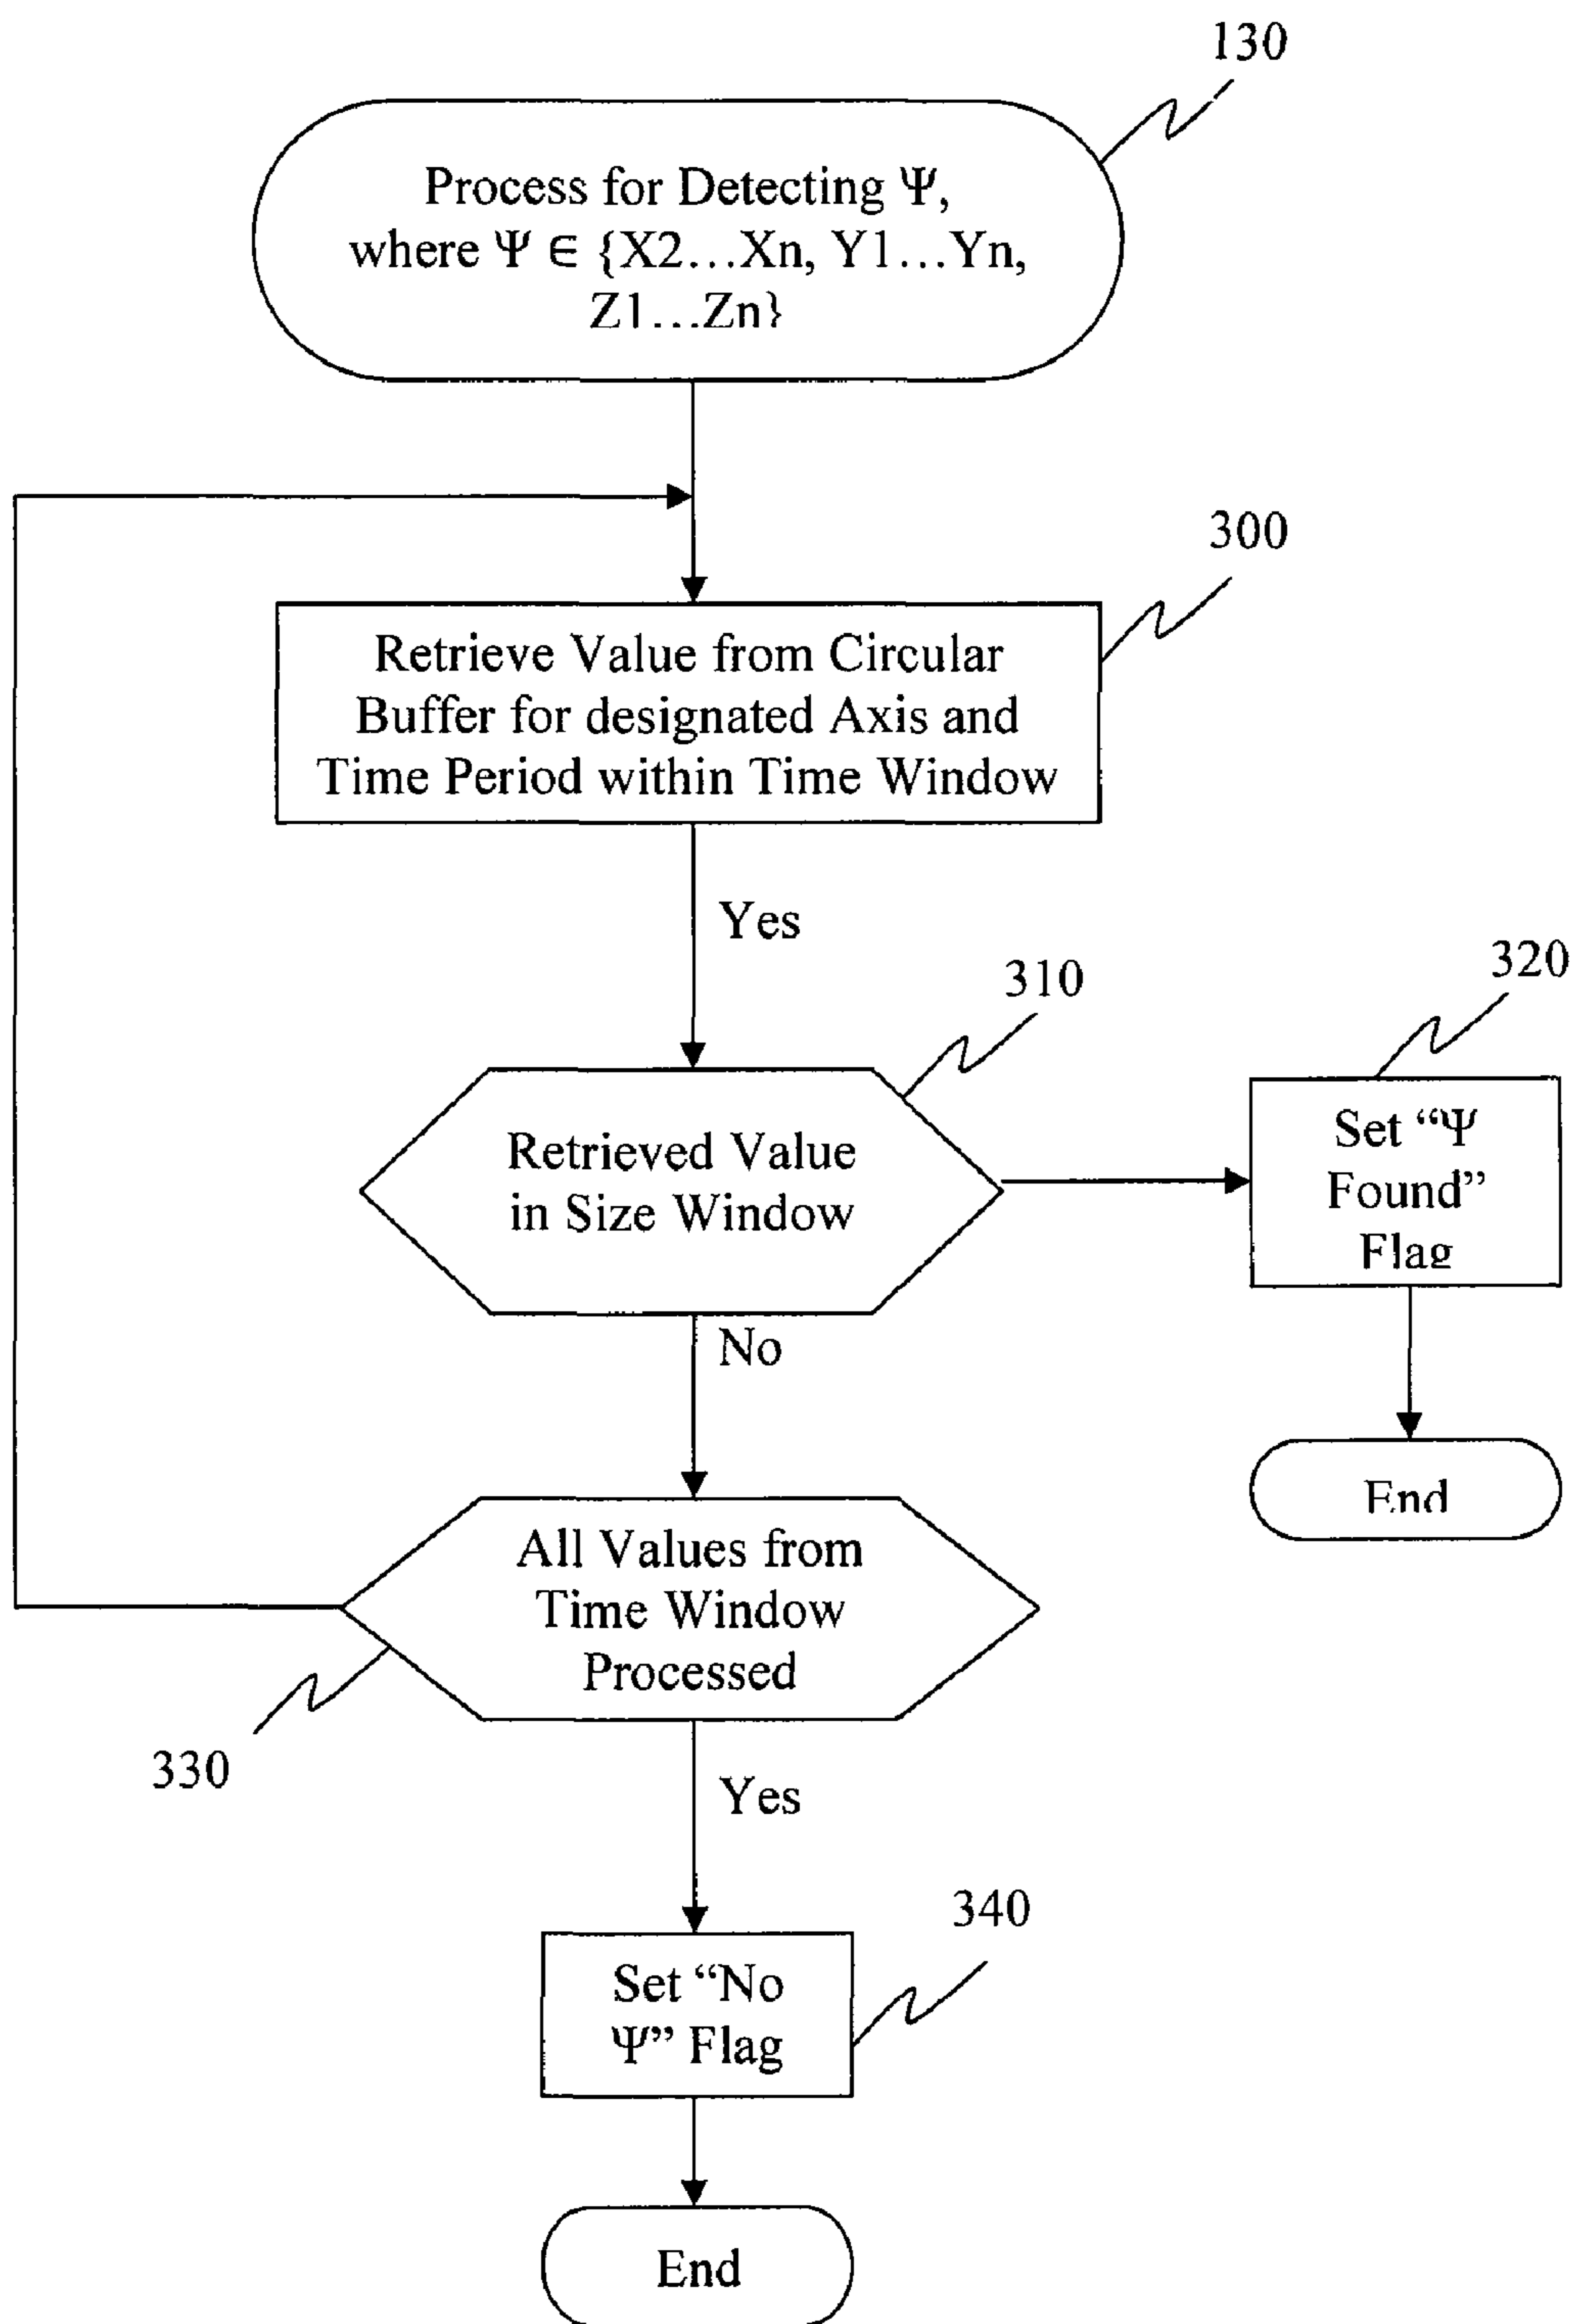 130
Process for Detecting Ψ,
where Ψ ∈ {X2...Xn, Y1...Yn,
Z1...Zn}
300
Retrieve Value from Circular
Buffer for designated Axis and
Time Period within Time Window
Yes
310
320
Retrieved Value
in Size Window
Set “Ψ
Found”
Flag
No
End
All Values from
Time Window
Processed
330
Yes
340
Set “No
Ψ” Flag
End